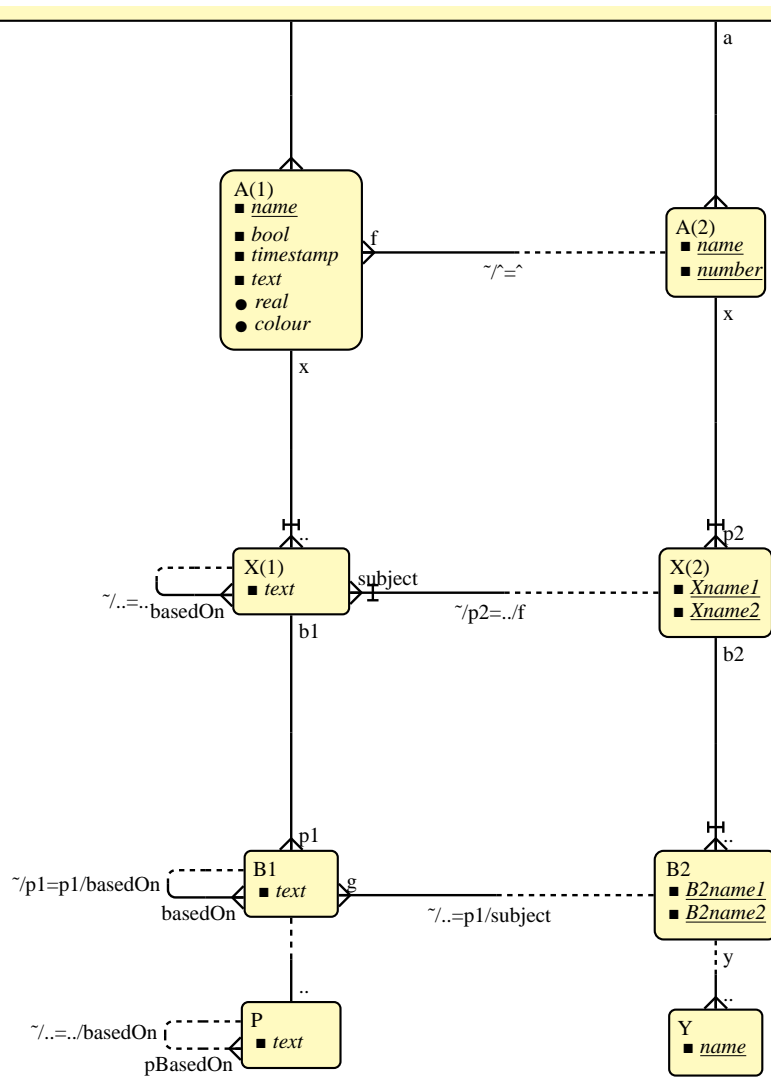 a
A(1)
name
bool
timestamp
text
real
colour
f
˜/ˆ=ˆ
A(2)
name
number
x
x
..
p2
X(1)
text
˜/..=..
basedOn
subject
˜/p2=../f
X(2)
Xname1
Xname2
b1
b2
p1
..
B1
text
˜/p1=p1/basedOn
basedOn
g
˜/..=p1/subject
B2
B2name1
B2name2
y
..
..
P
text
˜/..=../basedOn
pBasedOn
Y
name